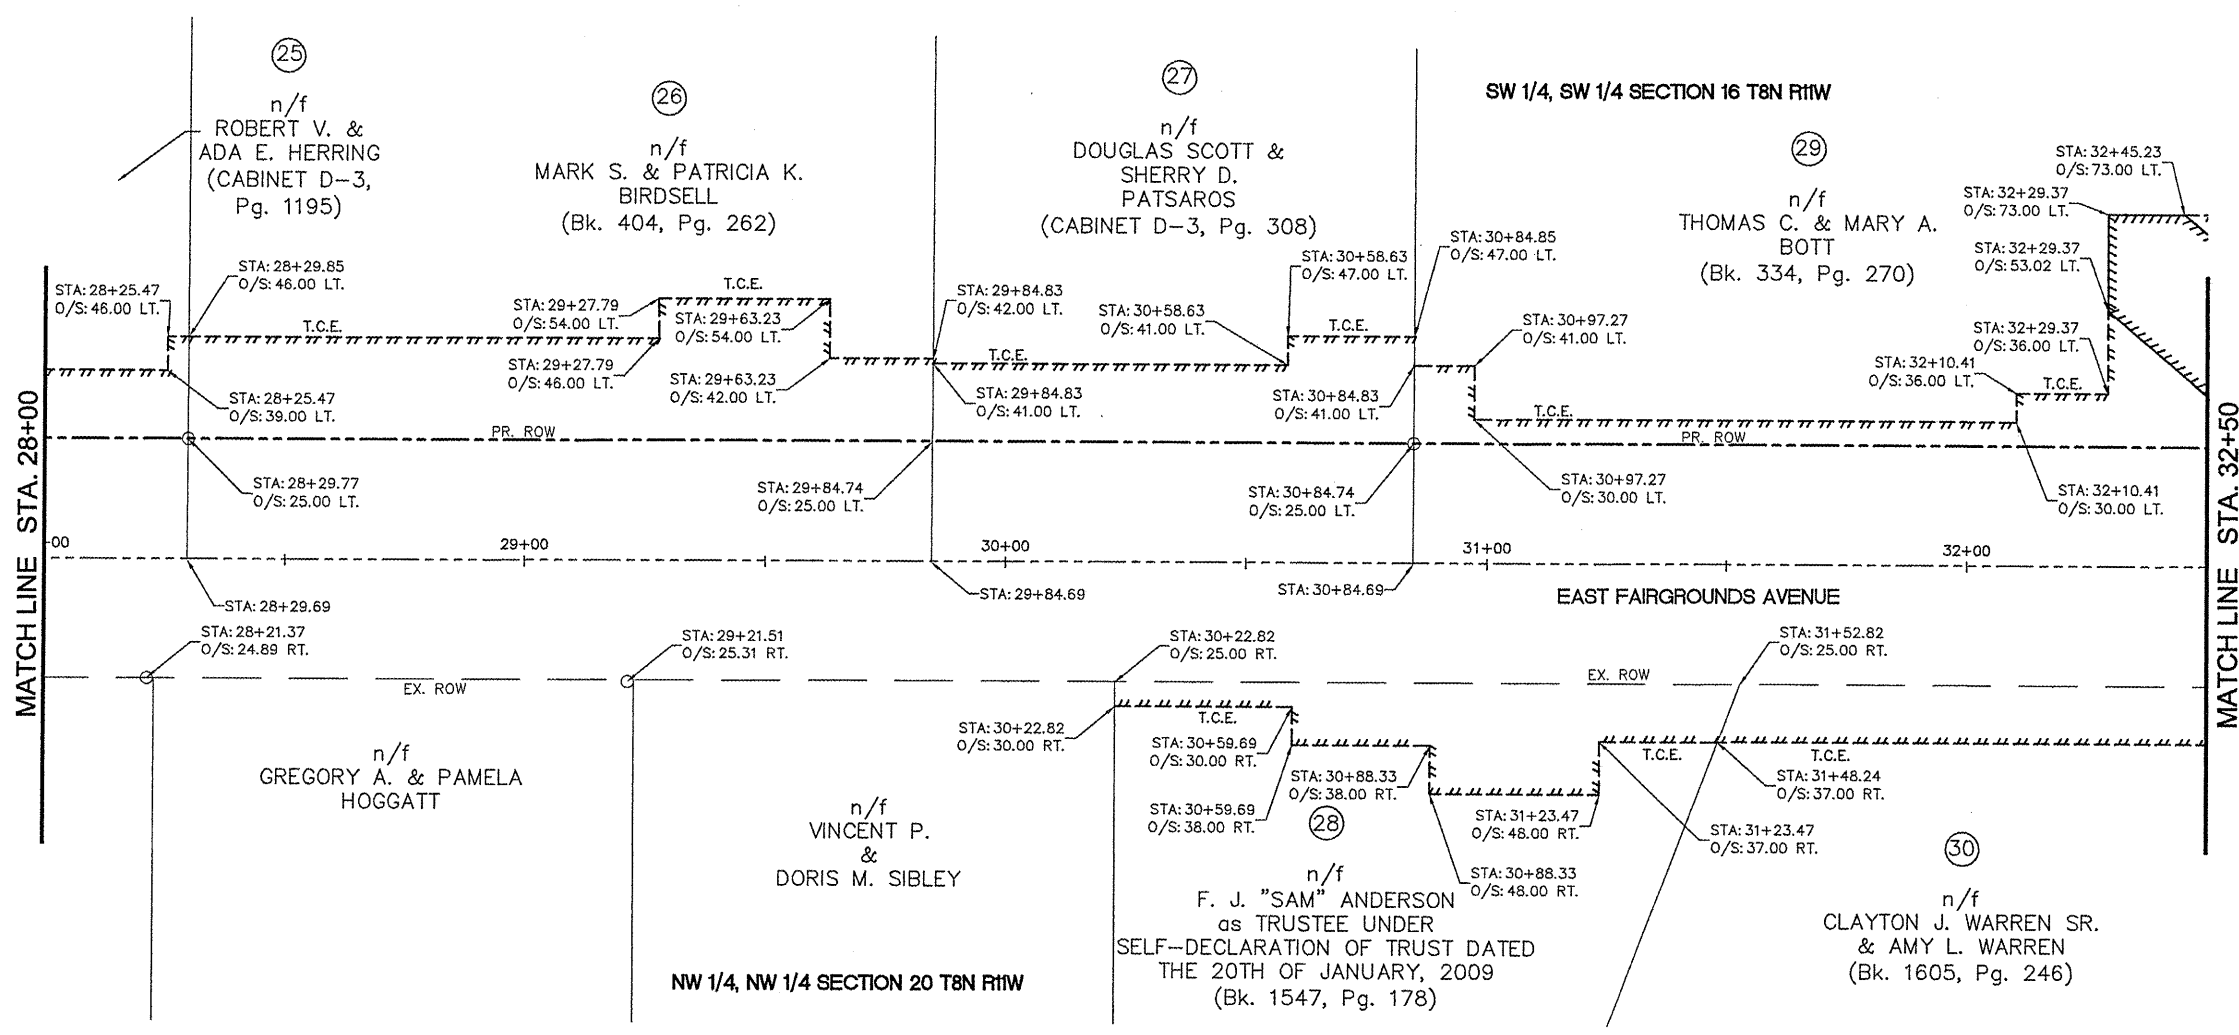 25
n/f
ROBERT V. &
ADA E. HERRING
(CABINET D-3,
Pg. 1195)
26
n/f
MARK S. & PATRICIA K.
BIRDSELL
(Bk. 404, Pg. 262)
27
n/f
DOUGLAS SCOTT &
SHERRY D.
PATSAROS
(CABINET D-3, Pg. 308)
SW 1/4, SW 1/4 SECTION 16 T8N R11W
29
n/f
THOMAS C. & MARY A.
BOTT
(Bk. 334, Pg. 270)
STA: 32+45.23
O/S: 73.00 LT.
STA: 32+29.37
O/S: 73.00 LT.
STA: 32+29.37
O/S: 53.02 LT.
STA: 32+29.37
O/S: 36.00 LT.
STA: 32+10.41
O/S: 36.00 LT.
T.C.E.
STA: 28+25.47
O/S: 46.00 LT.
STA: 28+29.85
O/S: 46.00 LT.
T.C.E.
STA: 29+27.79
O/S: 54.00 LT.
T.C.E.
STA: 29+63.23
O/S: 54.00 LT.
STA: 29+27.79
O/S: 46.00 LT.
STA: 29+63.23
O/S: 42.00 LT.
STA: 29+84.83
O/S: 42.00 LT.
T.C.E.
STA: 29+84.83
O/S: 41.00 LT.
STA: 30+58.63
O/S: 41.00 LT.
STA: 30+58.63
O/S: 47.00 LT.
T.C.E.
STA: 30+84.85
O/S: 47.00 LT.
STA: 30+84.83
O/S: 41.00 LT.
STA: 30+97.27
O/S: 41.00 LT.
T.C.E.
STA: 28+25.47
O/S: 39.00 LT.
PR. ROW
PR. ROW
STA: 28+29.77
O/S: 25.00 LT.
STA: 29+84.74
O/S: 25.00 LT.
STA: 30+84.74
O/S: 25.00 LT.
STA: 30+97.27
O/S: 30.00 LT.
STA: 32+10.41
O/S: 30.00 LT.
MATCH LINE STA. 28+00
MATCH LINE STA. 32+50
00
29+00
30+00
31+00
32+00
STA: 28+29.69
STA: 29+84.69
STA: 30+84.69
EAST FAIRGROUNDS AVENUE
STA: 28+21.37
O/S: 24.89 RT.
STA: 29+21.51
O/S: 25.31 RT.
STA: 30+22.82
O/S: 25.00 RT.
STA: 31+52.82
O/S: 25.00 RT.
EX. ROW
EX. ROW
STA: 30+22.82
O/S: 30.00 RT.
T.C.E.
STA: 30+59.69
O/S: 30.00 RT.
STA: 30+88.33
O/S: 38.00 RT.
STA: 30+59.69
O/S: 38.00 RT.
T.C.E.
T.C.E.
STA: 31+48.24
O/S: 37.00 RT.
STA: 31+23.47
O/S: 48.00 RT.
STA: 31+23.47
O/S: 37.00 RT.
STA: 30+88.33
O/S: 48.00 RT.
n/f
GREGORY A. & PAMELA
HOGGATT
n/f
VINCENT P.
&
DORIS M. SIBLEY
28
n/f
F. J. "SAM" ANDERSON
as TRUSTEE UNDER
SELF-DECLARATION OF TRUST DATED
THE 20TH OF JANUARY, 2009
(Bk. 1547, Pg. 178)
30
n/f
CLAYTON J. WARREN SR.
& AMY L. WARREN
(Bk. 1605, Pg. 246)
NW 1/4, NW 1/4 SECTION 20 T8N R11W